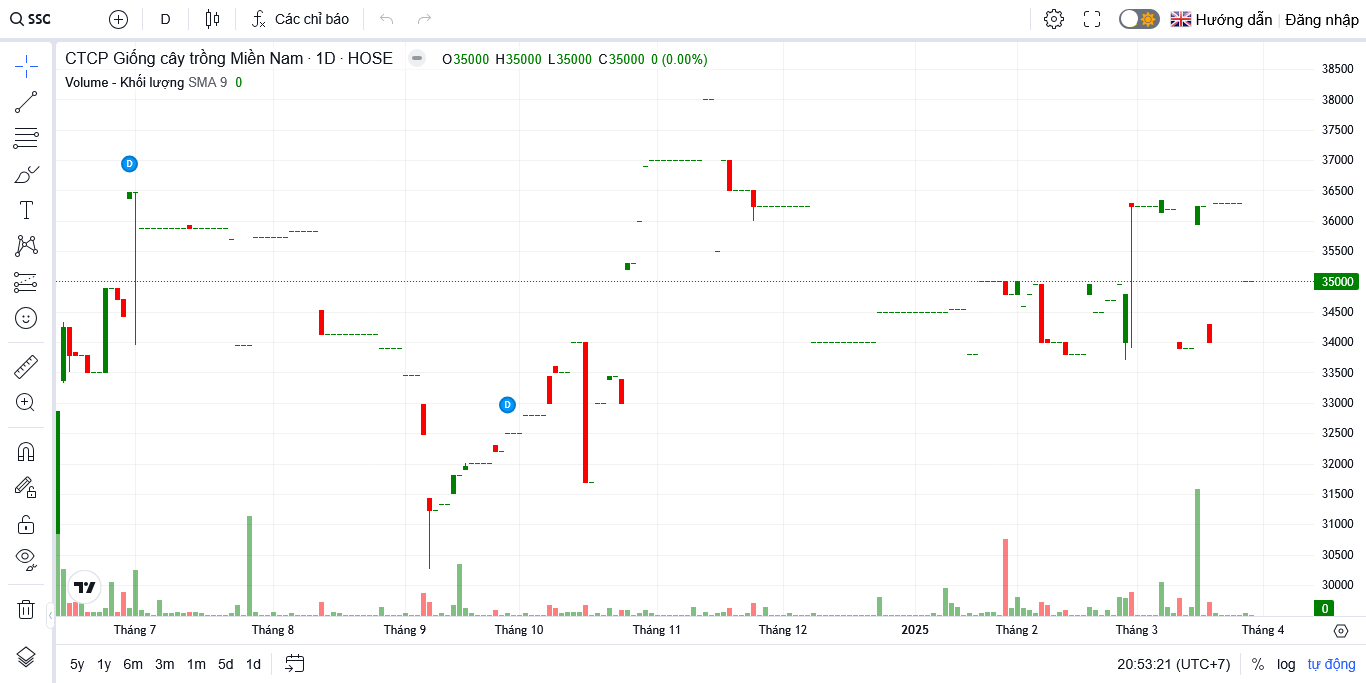 SSC D Các chỉ báo Hướng dẫn Đăng nhập
CTCP Giống cây trồng Miền Nam · 1D · HOSE O35000 H35000 L35000 C35000 0 (0.00%)
Volume - Khối lượng SMA 9 0
D
D
38500
38000
37500
37000
36500
36000
35500
35000
34500
34000
33500
33000
32500
32000
31500
31000
30500
30000
0
Tháng 7 Tháng 8 Tháng 9 Tháng 10 Tháng 11 Tháng 12 2025 Tháng 2 Tháng 3 Tháng 4
5y 1y 6m 3m 1m 5d 1d 20:53:21 (UTC+7) % log tự động